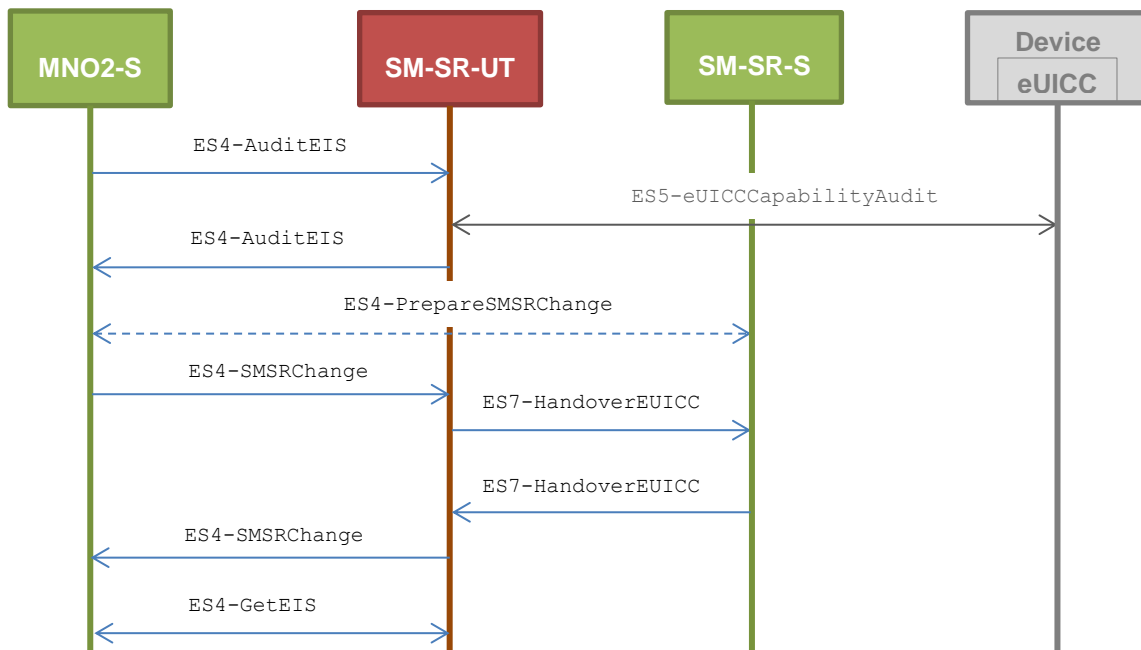 MNO2-S
SM-SR-UT
SM-SR-S
Device
eUICC
ES4-AuditEIS
ES5-eUICCCapabilityAudit
ES4-AuditEIS
ES4-PrepareSMSRChange
ES4-SMSRChange
ES7-HandoverEUICC
ES7-HandoverEUICC
ES4-SMSRChange
ES4-GetEIS